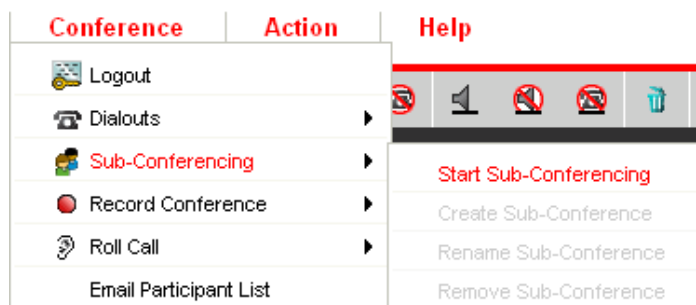 Conference Action Help
Logout
Dialouts
Sub-Conferencing
Record Conference
Roll Call
Email Participant List
Start Sub-Conferencing
Create Sub-Conference
Rename Sub-Conference
Remove Sub-Conference